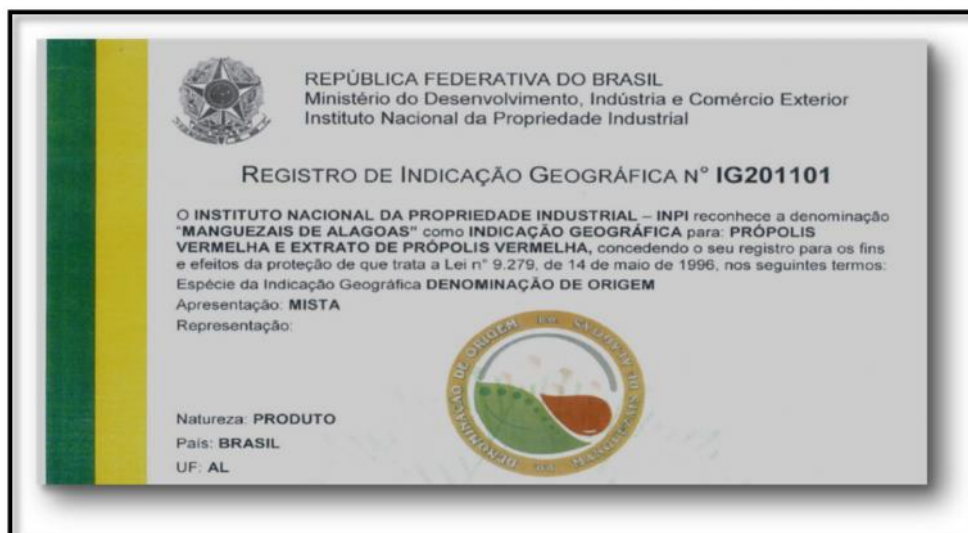 REPÚBLICA FEDERATIVA DO BRASIL
Ministério do Desenvolvimento, Indústria e Comércio Exterior
Instituto Nacional da Propriedade Industrial
REGISTRO DE INDICAÇÃO GEOGRÁFICA N° IG201101
O INSTITUTO NACIONAL DA PROPRIEDADE INDUSTRIAL – INPI reconhece a denominação
"MANGUEZAIS DE ALAGOAS" como INDICAÇÃO GEOGRÁFICA para: PRÓPOLIS
VERMELHA E EXTRATO DE PRÓPOLIS VERMELHA, concedendo o seu registro para os fins
e efeitos da proteção de que trata a Lei n° 9.279, de 14 de maio de 1996, nos seguintes termos:
Espécie da Indicação Geográfica DENOMINAÇÃO DE ORIGEM
Apresentação: MISTA
Representação:
DENOMINAÇÃO DE ORIGEM
Natureza: PRODUTO
País: BRASIL
UF: AL